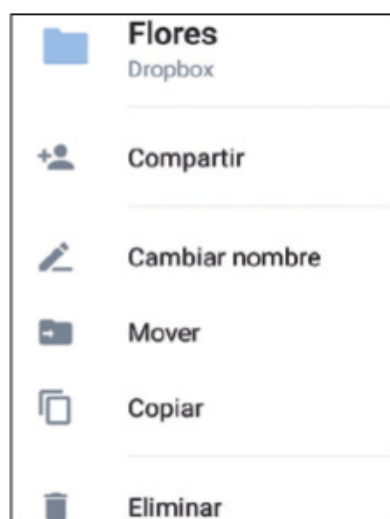 Flores
Dropbox
Compartir
Cambiar nombre
Mover
Copiar
Eliminar